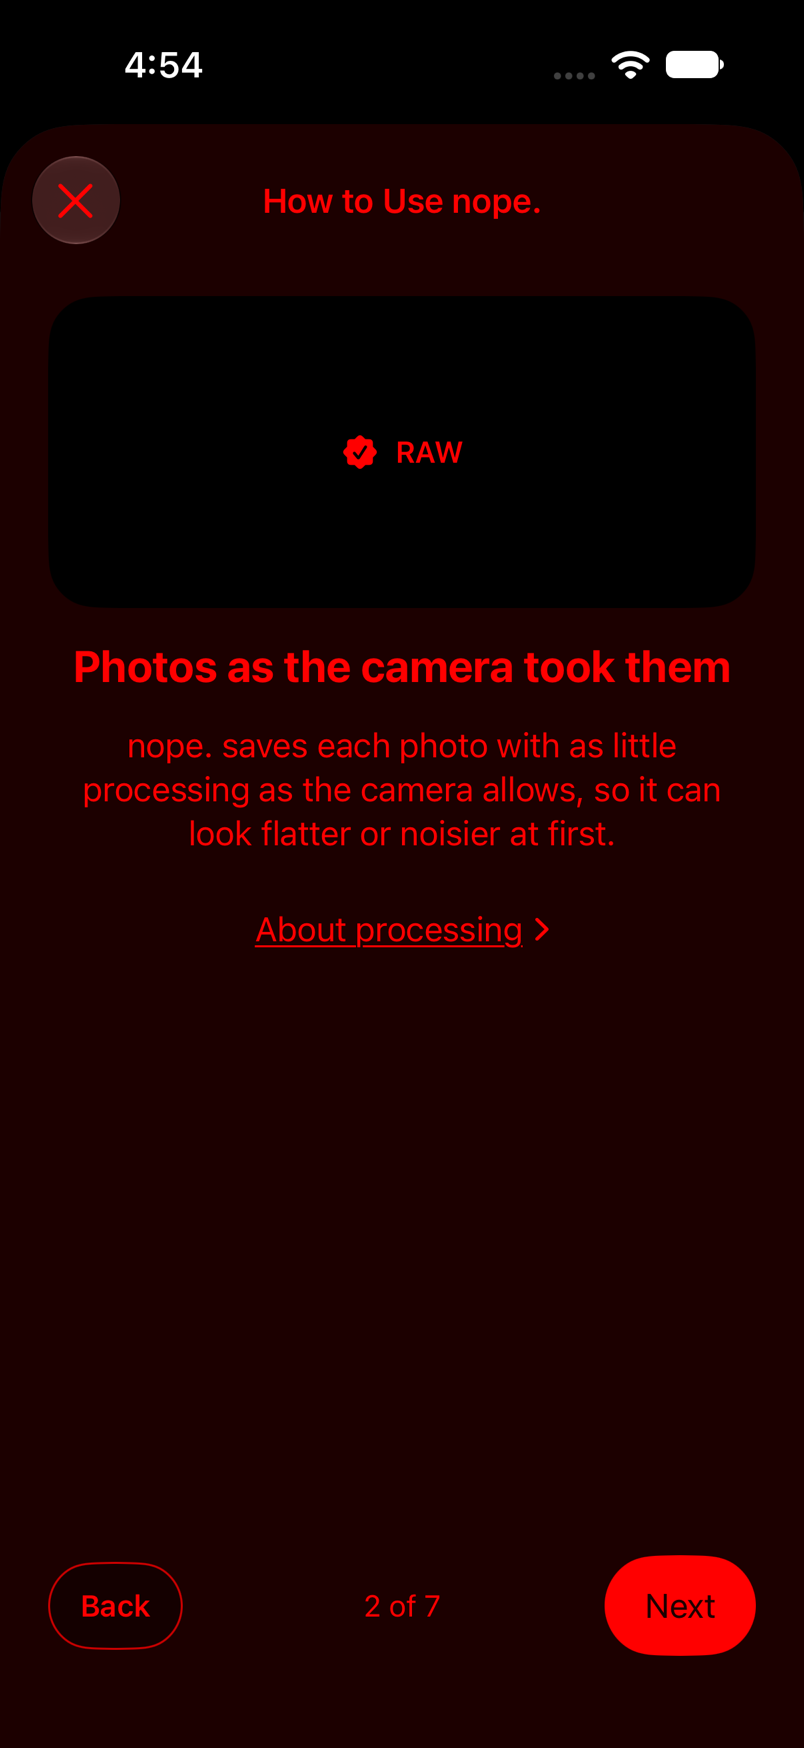 4:54
How to Use nope.
RAW
Photos as the camera took them
nope. saves each photo with as little
processing as the camera allows, so it can
look flatter or noisier at first.
About processing
Back
2 of 7
Next